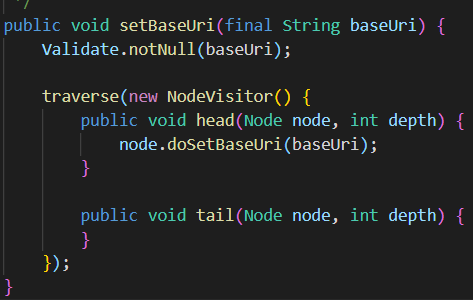 */
public void setBaseUri(final String baseUri) {
    Validate.notNull(baseUri);

    traverse(new NodeVisitor() {
        public void head(Node node, int depth) {
            node.doSetBaseUri(baseUri);
        }

        public void tail(Node node, int depth) {
        }
    });
}